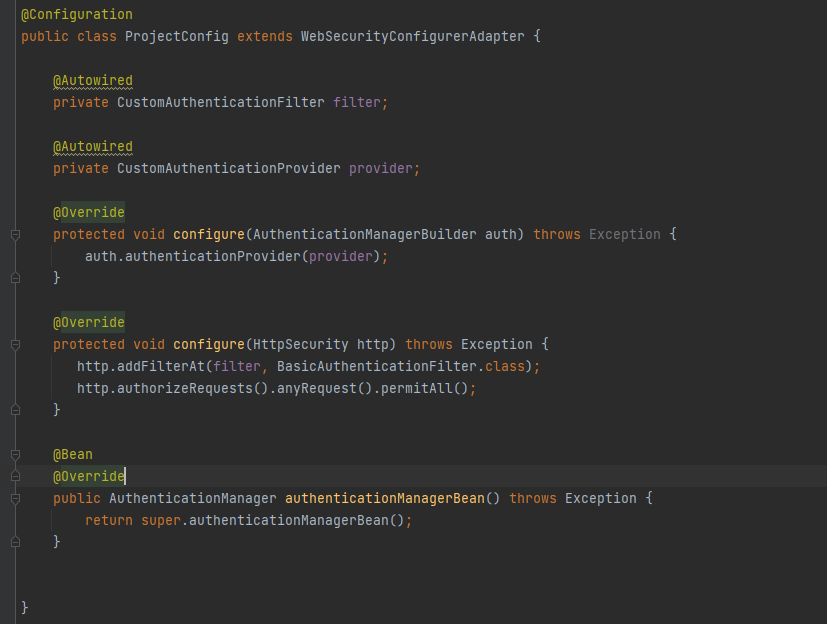 @Configuration
public class ProjectConfig extends WebSecurityConfigurerAdapter {
@Autowired
private CustomAuthenticationFilter filter;
@Autowired
private CustomAuthenticationProvider provider;
@Override
protected void configure(AuthenticationManagerBuilder auth) throws Exception {
auth.authenticationProvider(provider);
}
@Override
protected void configure(HttpSecurity http) throws Exception {
http.addFilterAt(filter, BasicAuthenticationFilter.class);
http.authorizeRequests().anyRequest().permitAll();
}
@Bean
@Override
public AuthenticationManager authenticationManagerBean() throws Exception {
return super.authenticationManagerBean();
}
}